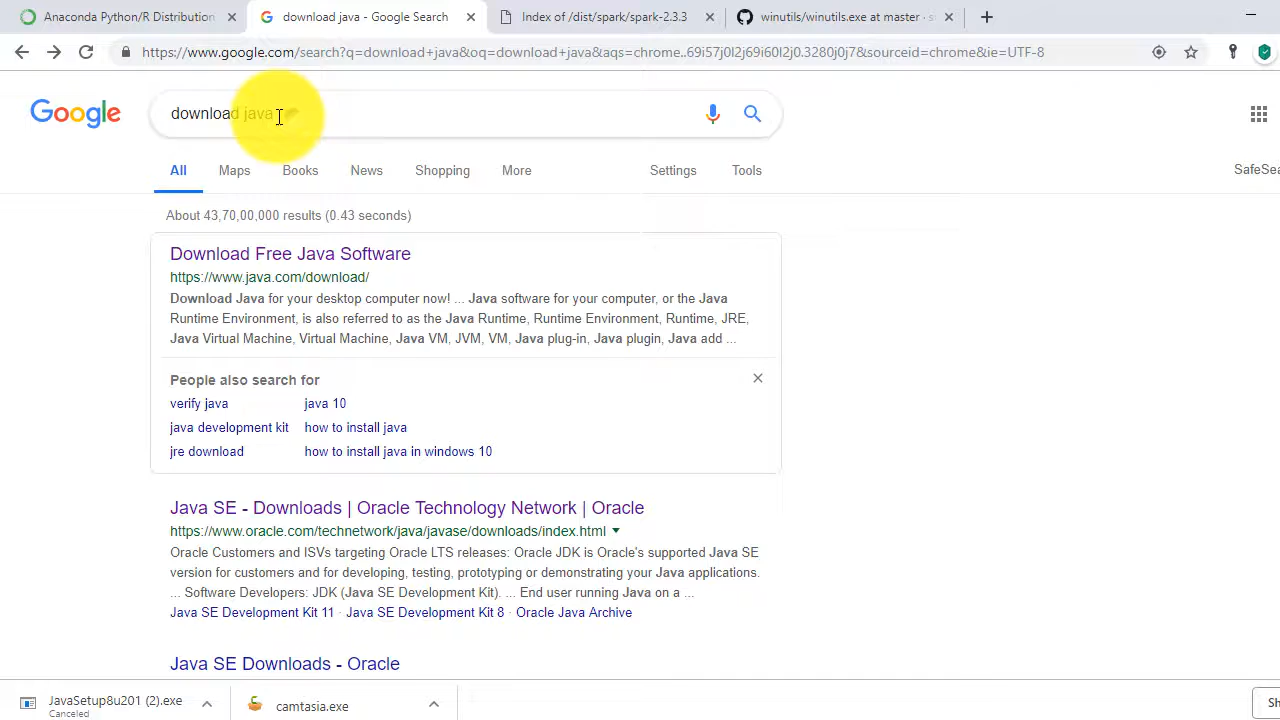 Anaconda Python/R Distribution
download java - Google Search
Index of /dist/spark/spark-2.3.3
winutils/winutils.exe at master · s
https://www.google.com/search?q=download+java&oq=download+java&aqs=chrome..69i57j0l2j69i60l2j0.3280j0j7&sourceid=chrome&ie=UTF-8
Google
download java
All
Maps
Books
News
Shopping
More
Settings
Tools
SafeSea
About 43,70,00,000 results (0.43 seconds)
Download Free Java Software
https://www.java.com/download/
Download Java for your desktop computer now! ... Java software for your computer, or the Java
Runtime Environment, is also referred to as the Java Runtime, Runtime Environment, Runtime, JRE,
Java Virtual Machine, Virtual Machine, Java VM, JVM, VM, Java plug-in, Java plugin, Java add ...
People also search for
verify java
java 10
java development kit
how to install java
jre download
how to install java in windows 10
Java SE - Downloads | Oracle Technology Network | Oracle
https://www.oracle.com/technetwork/java/javase/downloads/index.html
Oracle Customers and ISVs targeting Oracle LTS releases: Oracle JDK is Oracle's supported Java SE
version for customers and for developing, testing, prototyping or demonstrating your Java applications.
... Software Developers: JDK (Java SE Development Kit). ... End user running Java on a ...
Java SE Development Kit 11 · Java SE Development Kit 8 · Oracle Java Archive
Java SE Downloads - Oracle
JavaSetup8u201 (2).exe
Canceled
camtasia.exe
Sh